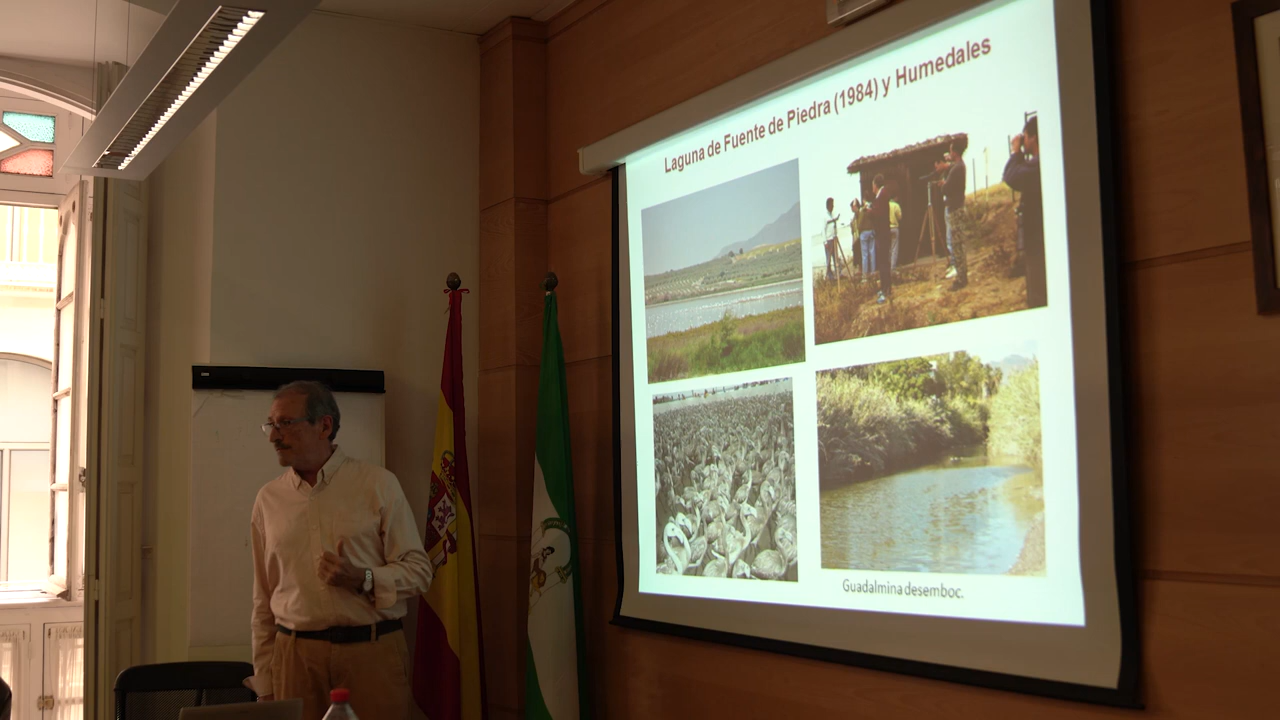 Laguna de Fuente de Piedra (1984) y Humedales
Guadalmina desemboc.